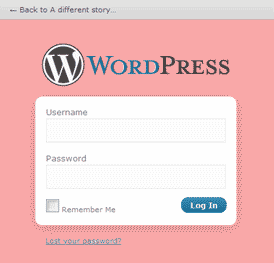 ← Back to A different story...
WORDPRESS
Username
Password
Remember Me
Log In
Lost your password?